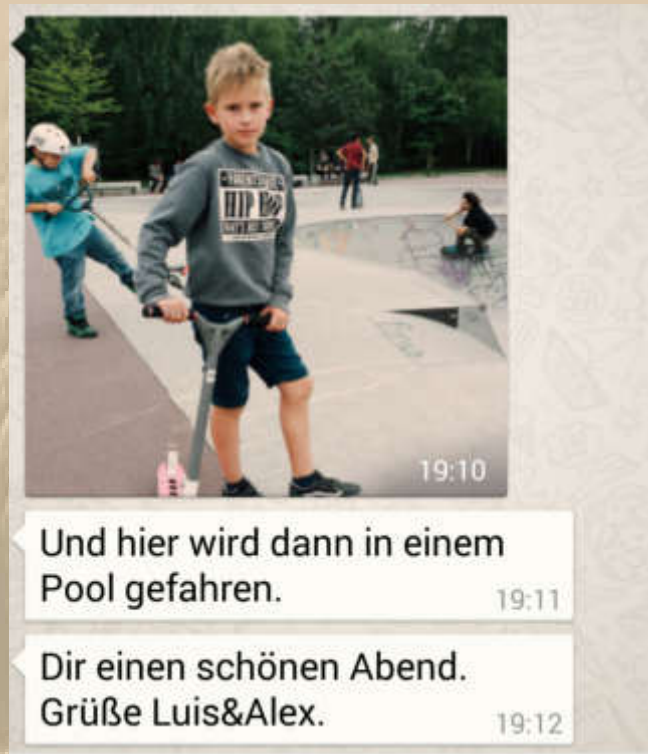 HIP HOP
19:10
Und hier wird dann in einem
Pool gefahren.
19:11
Dir einen schönen Abend.
Grüße Luis&Alex.
19:12